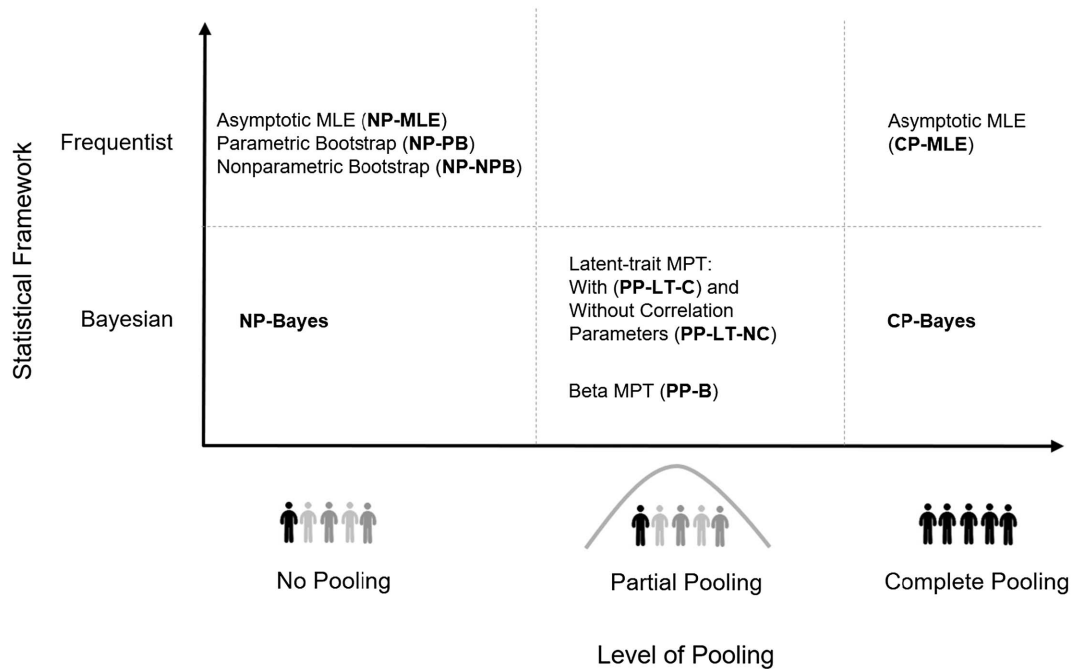 Statistical Framework
Frequentist
Asymptotic MLE (NP-MLE)
Parametric Bootstrap (NP-PB)
Nonparametric Bootstrap (NP-NPB)
Asymptotic MLE
(CP-MLE)
Bayesian
NP-Bayes
Latent-trait MPT:
With (PP-LT-C) and
Without Correlation
Parameters (PP-LT-NC)
Beta MPT (PP-B)
CP-Bayes
No Pooling
Partial Pooling
Complete Pooling
Level of Pooling